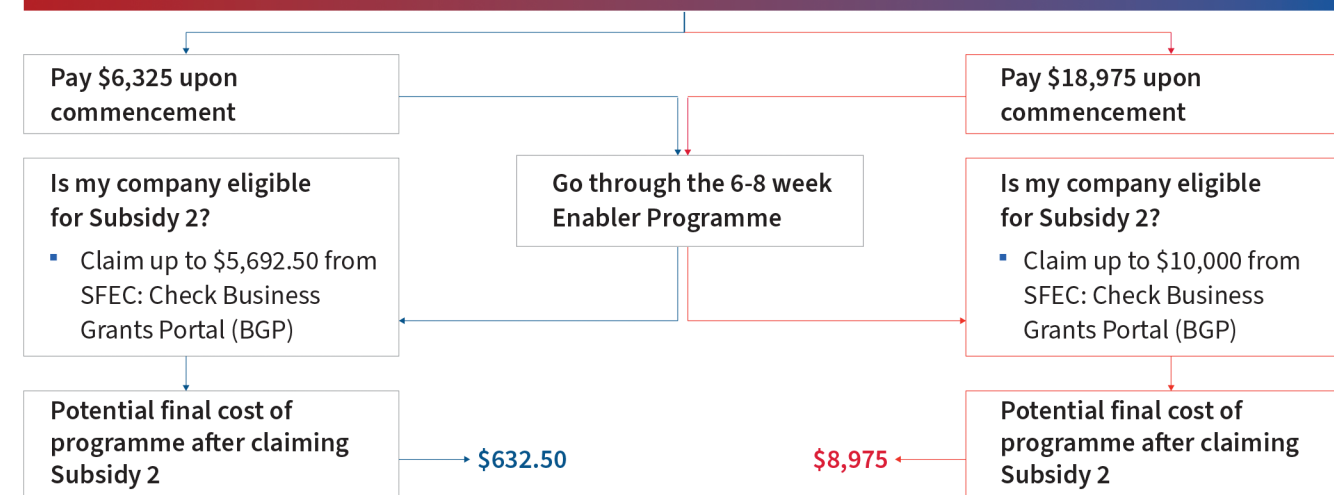 Pay $6,325 upon
commencement
Pay $18,975 upon
commencement
Go through the 6-8 week
Enabler Programme
Is my company eligible
for Subsidy 2?
▪ Claim up to $5,692.50 from
SFEC: Check Business
Grants Portal (BGP)
Is my company eligible
for Subsidy 2?
▪ Claim up to $10,000 from
SFEC: Check Business
Grants Portal (BGP)
Potential final cost of
programme after claiming
Subsidy 2
$632.50
$8,975
Potential final cost of
programme after claiming
Subsidy 2